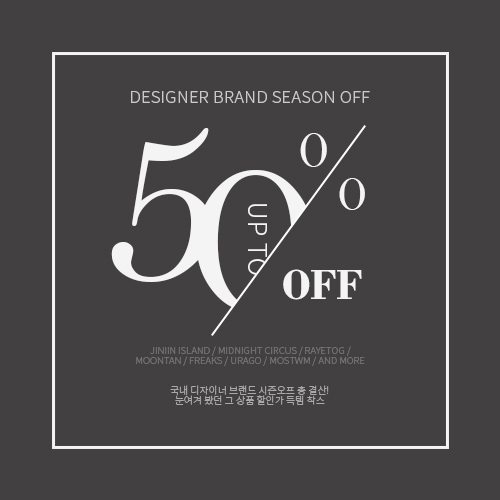 DESIGNER BRAND SEASON OFF
50%
UP TO
OFF
JINIIN ISLAND / MIDNIGHT CIRCUS / RAYETOG /
MOONTAN / FREAKS / URAGO / MOSTWM / AND MORE
국내 디자이너 브랜드 시즌오프 총 결산!
눈여겨 봤던 그 상품 할인가 득템 찬스